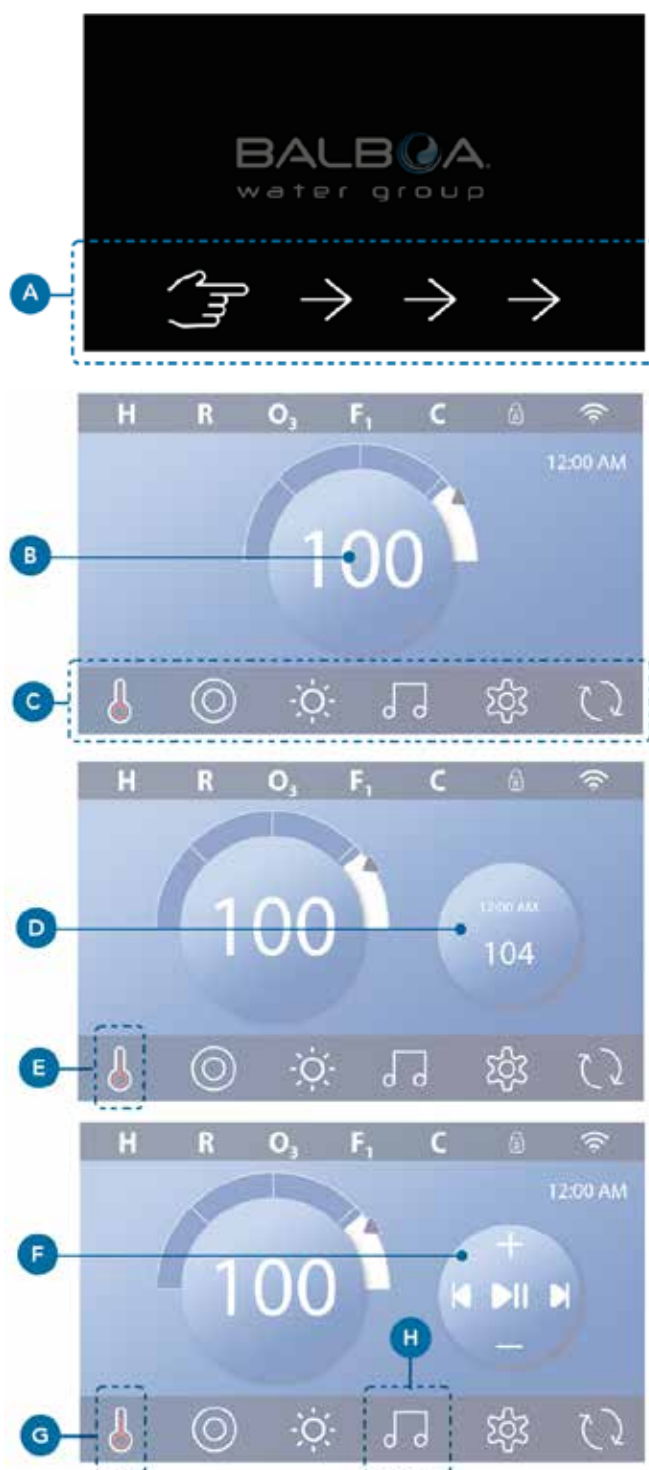 BALBOA
water group
A
H R O₃ F₁ C
12:00 AM
B
100
C
H R O₃ F₁ C
D
100
12:00 AM
104
E
H R O₃ F₁ C
12:00 AM
F
100
H
G